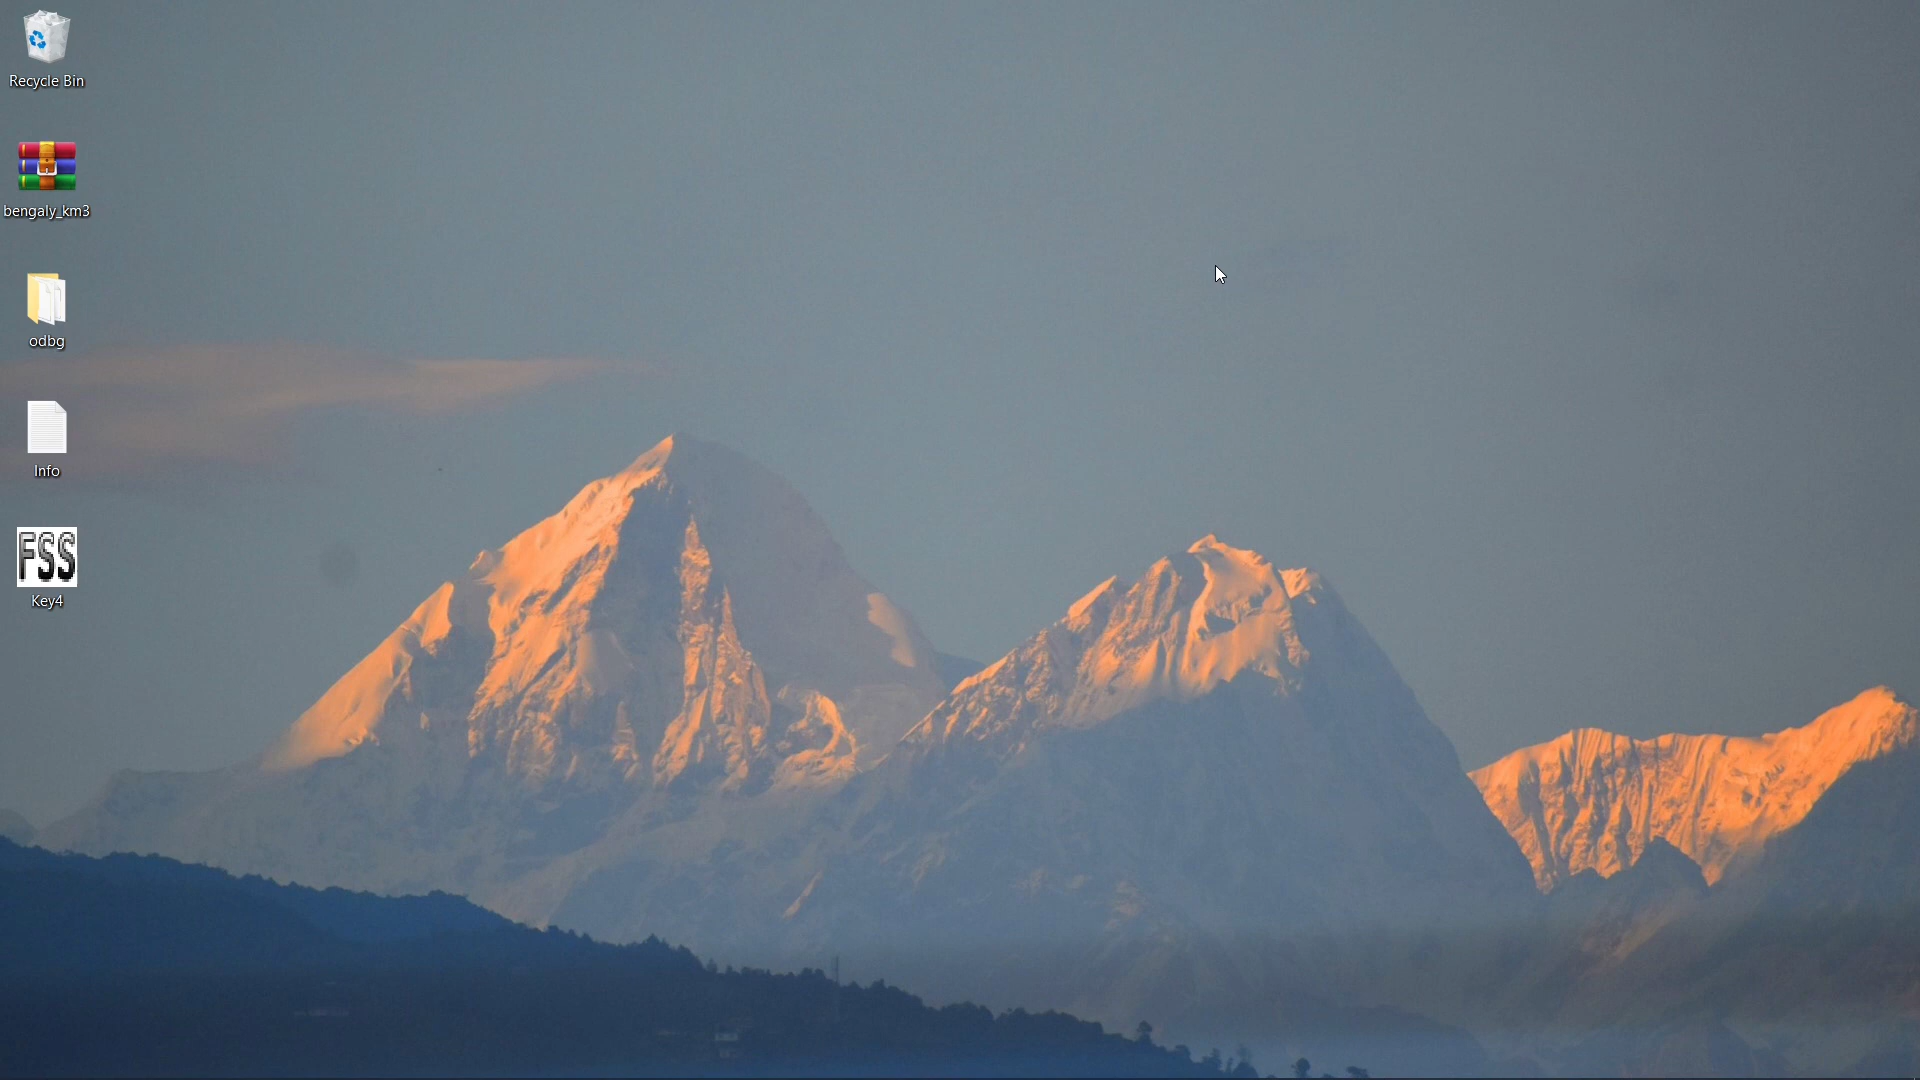 Recycle Bin
bengaly_km3
odbg
Info
FSS
Key4